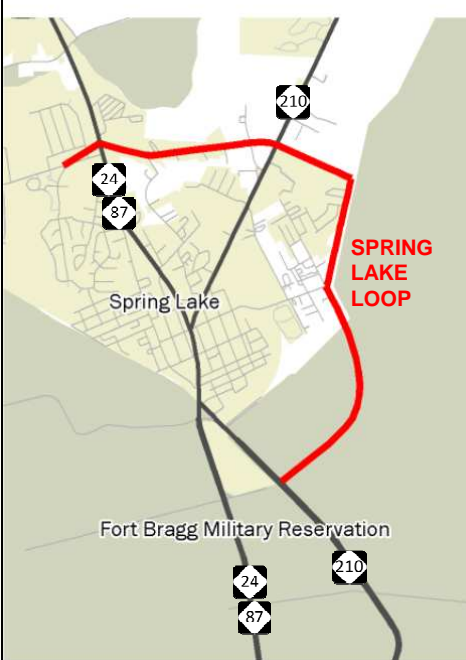 210
24
87
SPRING
LAKE
LOOP
Spring Lake
Fort Bragg Military Reservation
210
24
87